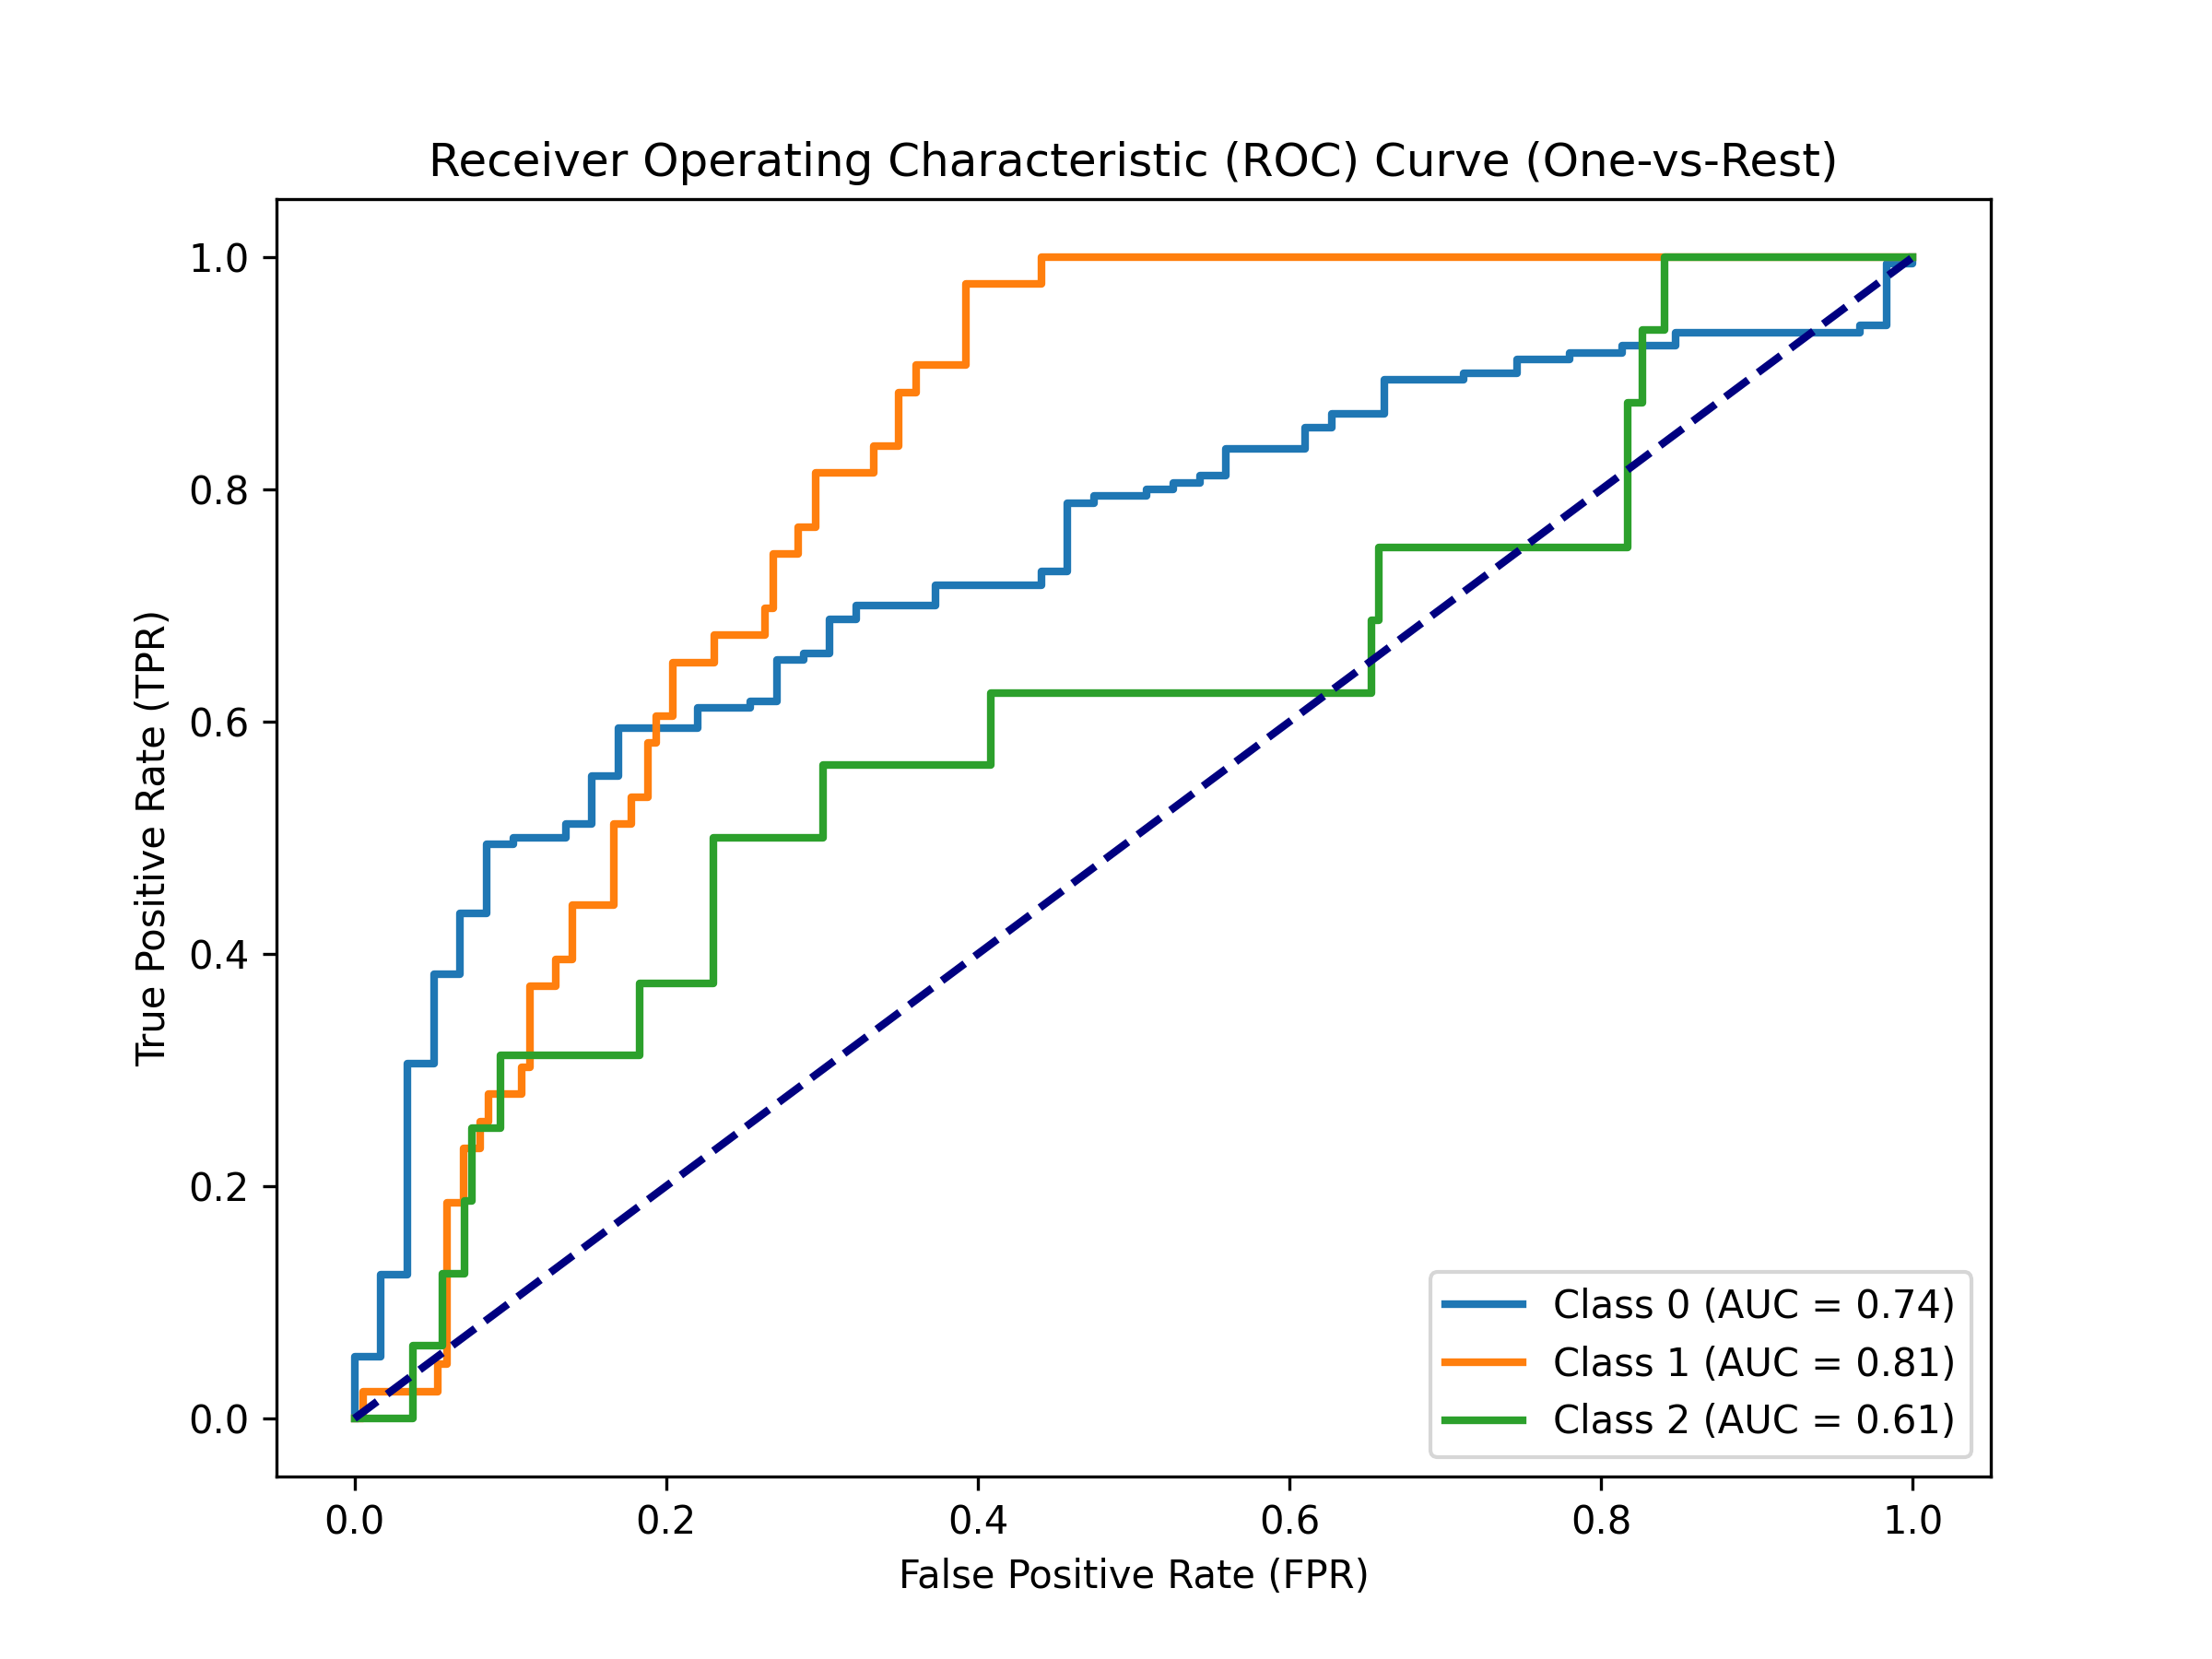 Receiver Operating Characteristic (ROC) Curve (One-vs-Rest)
True Positive Rate (TPR)
1.0
0.8
0.6
0.4
0.2
0.0
Class 0 (AUC = 0.74)
Class 1 (AUC = 0.81)
Class 2 (AUC = 0.61)
0.0 0.2 0.4 0.6 0.8 1.0
False Positive Rate (FPR)